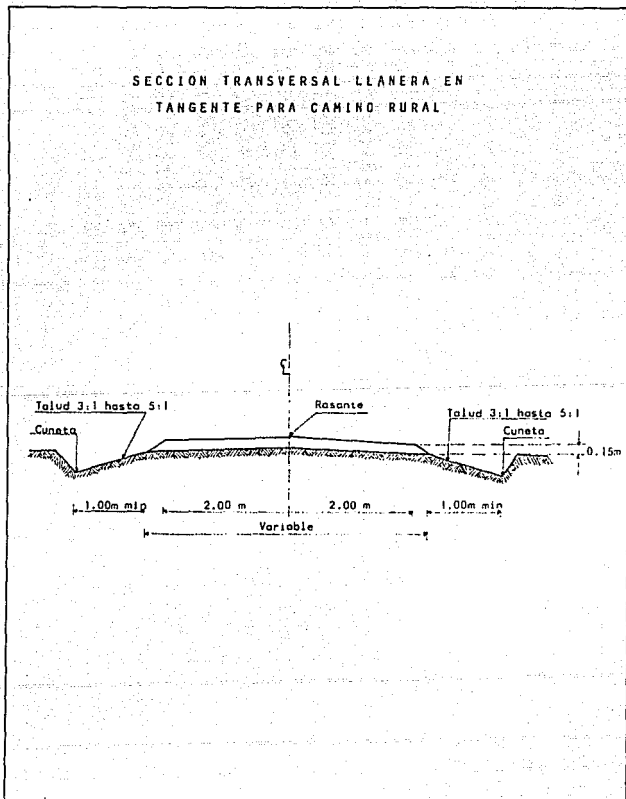 SECCION TRANSVERSAL LLANERA EN
TANGENTE PARA CAMINO RURAL
℄
Talud 3:1 hasta 5:1
Rasante
Talud 3:1 hasta 5:1
Cuneta
Cuneta
0.15m
1.00m min
2.00 m
2.00 m
1.00m min
Variable